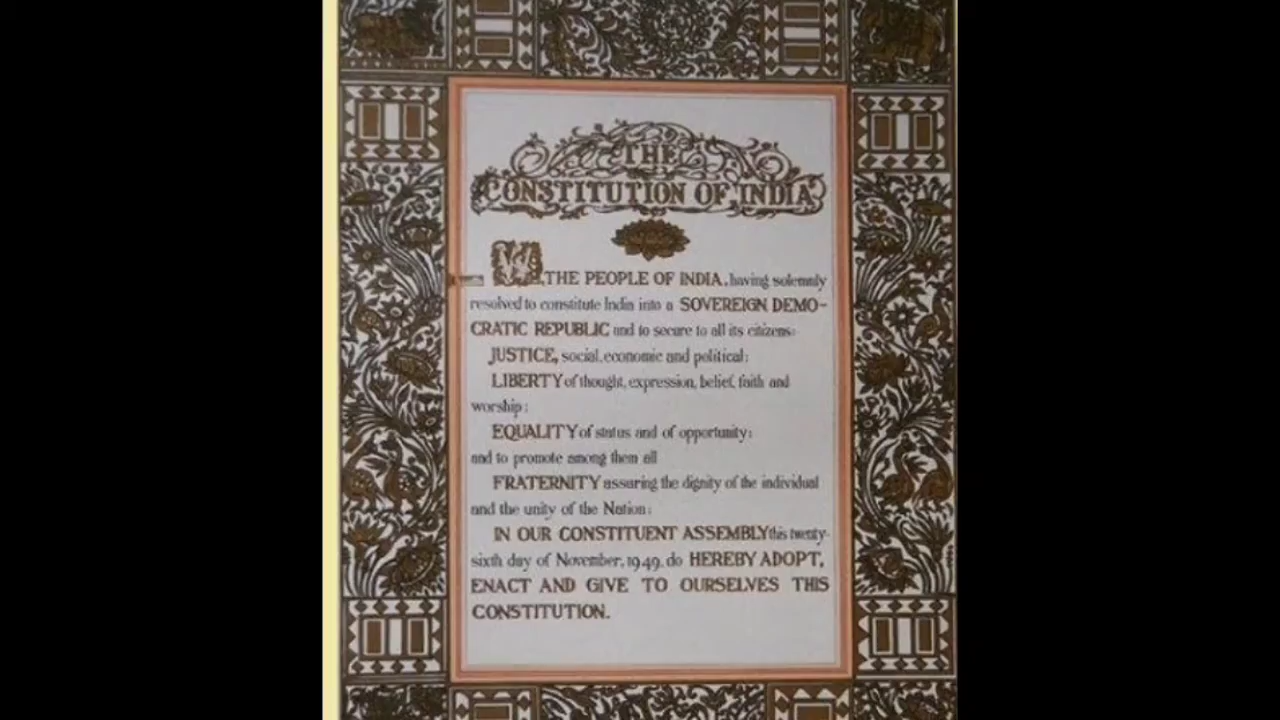 THE
CONSTITUTION OF INDIA
WE, THE PEOPLE OF INDIA, having solemnly
resolved to constitute India into a SOVEREIGN DEMO-
CRATIC REPUBLIC and to secure to all its citizens:
JUSTICE, social, economic and political;
LIBERTY of thought, expression, belief, faith and
worship;
EQUALITY of status and of opportunity;
and to promote among them all
FRATERNITY assuring the dignity of the individual
and the unity of the Nation;
IN OUR CONSTITUENT ASSEMBLY this twenty-
sixth day of November, 1949, do HEREBY ADOPT,
ENACT AND GIVE TO OURSELVES THIS
CONSTITUTION.